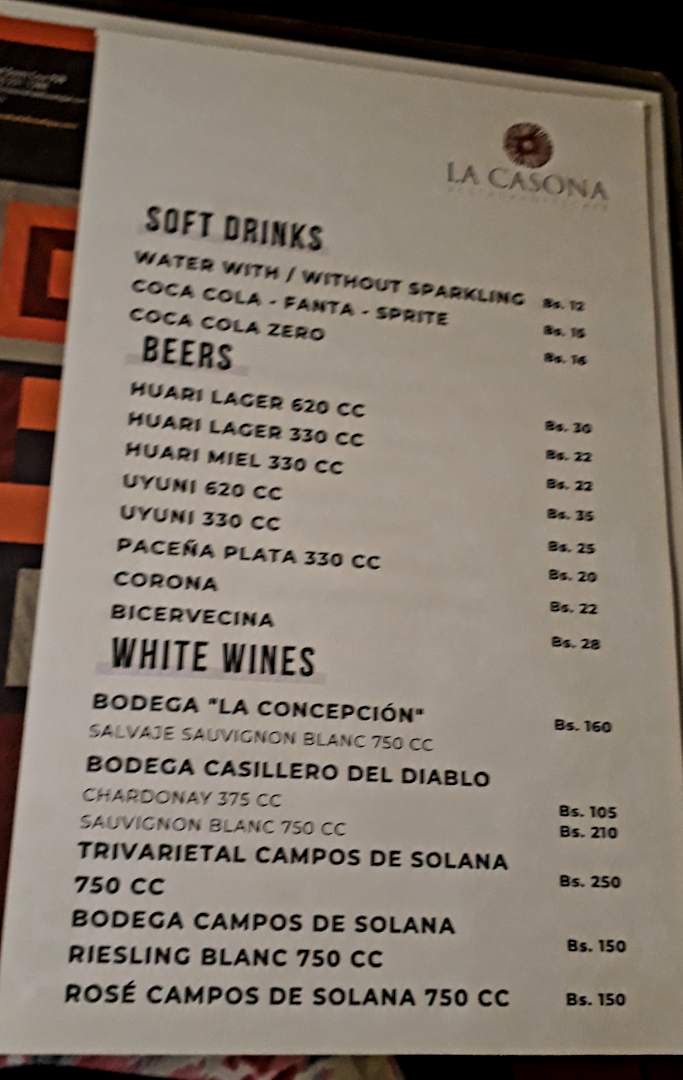 LA CASONA
SOFT DRINKS
WATER WITH / WITHOUT SPARKLING Bs. 12
COCA COLA - FANTA - SPRITE Bs. 15
COCA COLA ZERO Bs. 16
BEERS
HUARI LAGER 620 CC Bs. 30
HUARI LAGER 330 CC Bs. 22
HUARI MIEL 330 CC Bs. 22
UYUNI 620 CC Bs. 35
UYUNI 330 CC Bs. 25
PACEÑA PLATA 330 CC Bs. 20
CORONA Bs. 22
BICERVECINA Bs. 28
WHITE WINES
BODEGA "LA CONCEPCIÓN" Bs. 160
SALVAJE SAUVIGNON BLANC 750 CC
BODEGA CASILLERO DEL DIABLO
CHARDONAY 375 CC Bs. 105
SAUVIGNON BLANC 750 CC Bs. 210
TRIVARIETAL CAMPOS DE SOLANA
750 CC Bs. 250
BODEGA CAMPOS DE SOLANA
RIESLING BLANC 750 CC Bs. 150
ROSÉ CAMPOS DE SOLANA 750 CC Bs. 150